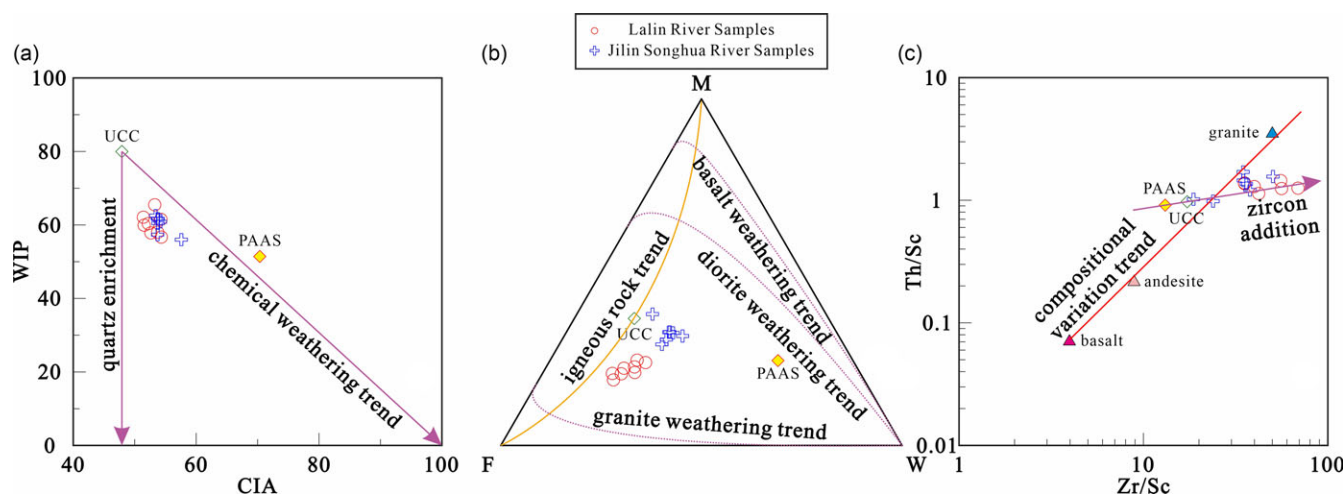 Lalin River Samples
Jilin Songhua River Samples
(a)
100
80
60
40
20
0
WIP
40
60
80
100
CIA
UCC
PAAS
quartz enrichment
chemical weathering trend
(b)
M
F
W
UCC
PAAS
igneous rock trend
basalt weathering trend
diorite weathering trend
granite weathering trend
(c)
10
1
0.1
0.01
Th/Sc
1
10
100
Zr/Sc
granite
PAAS
UCC
zircon
addition
compositional
variation trend
andesite
basalt